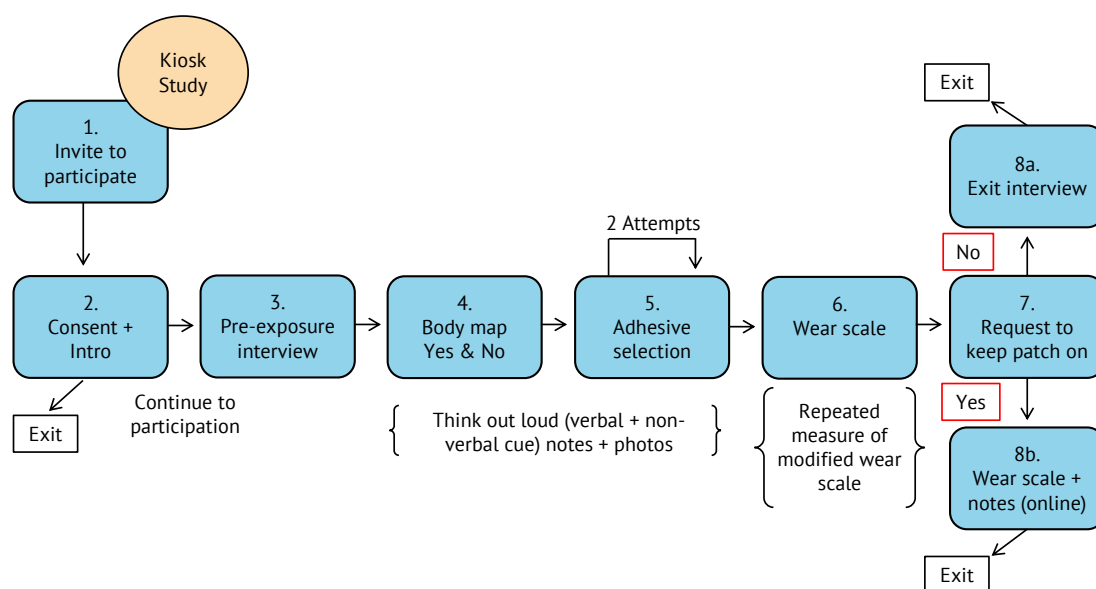 Kiosk
Study
1.
Invite to
participate
2.
Consent +
Intro
Exit
Continue to
participation
3.
Pre-exposure
interview
4.
Body map
Yes & No
2 Attempts
5.
Adhesive
selection
Think out loud (verbal + non-
verbal cue) notes + photos
6.
Wear scale
Repeated
measure of
modified wear
scale
7.
Request to
keep patch on
No
8a.
Exit interview
Exit
Yes
8b.
Wear scale +
notes (online)
Exit